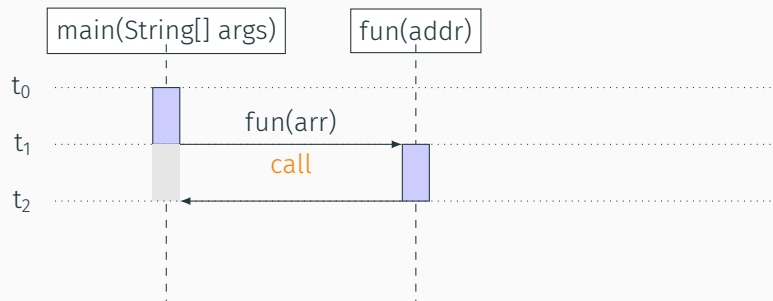 main(String[] args)
fun(addr)
t₀
fun(arr)
t₁
call
t₂